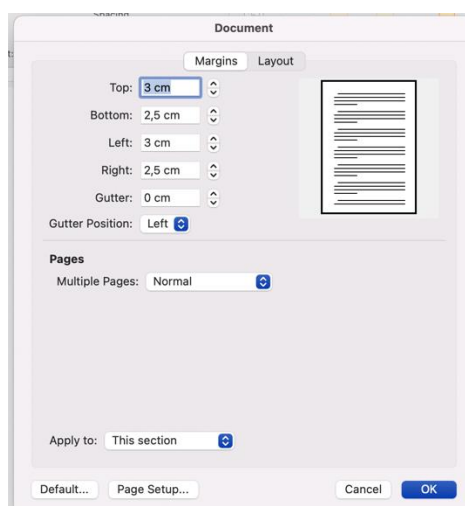 Spacing
Document
Margins Layout
Top: 3 cm
Bottom: 2,5 cm
Left: 3 cm
Right: 2,5 cm
Gutter: 0 cm
Gutter Position: Left
Pages
Multiple Pages: Normal
Apply to: This section
Default... Page Setup... Cancel OK